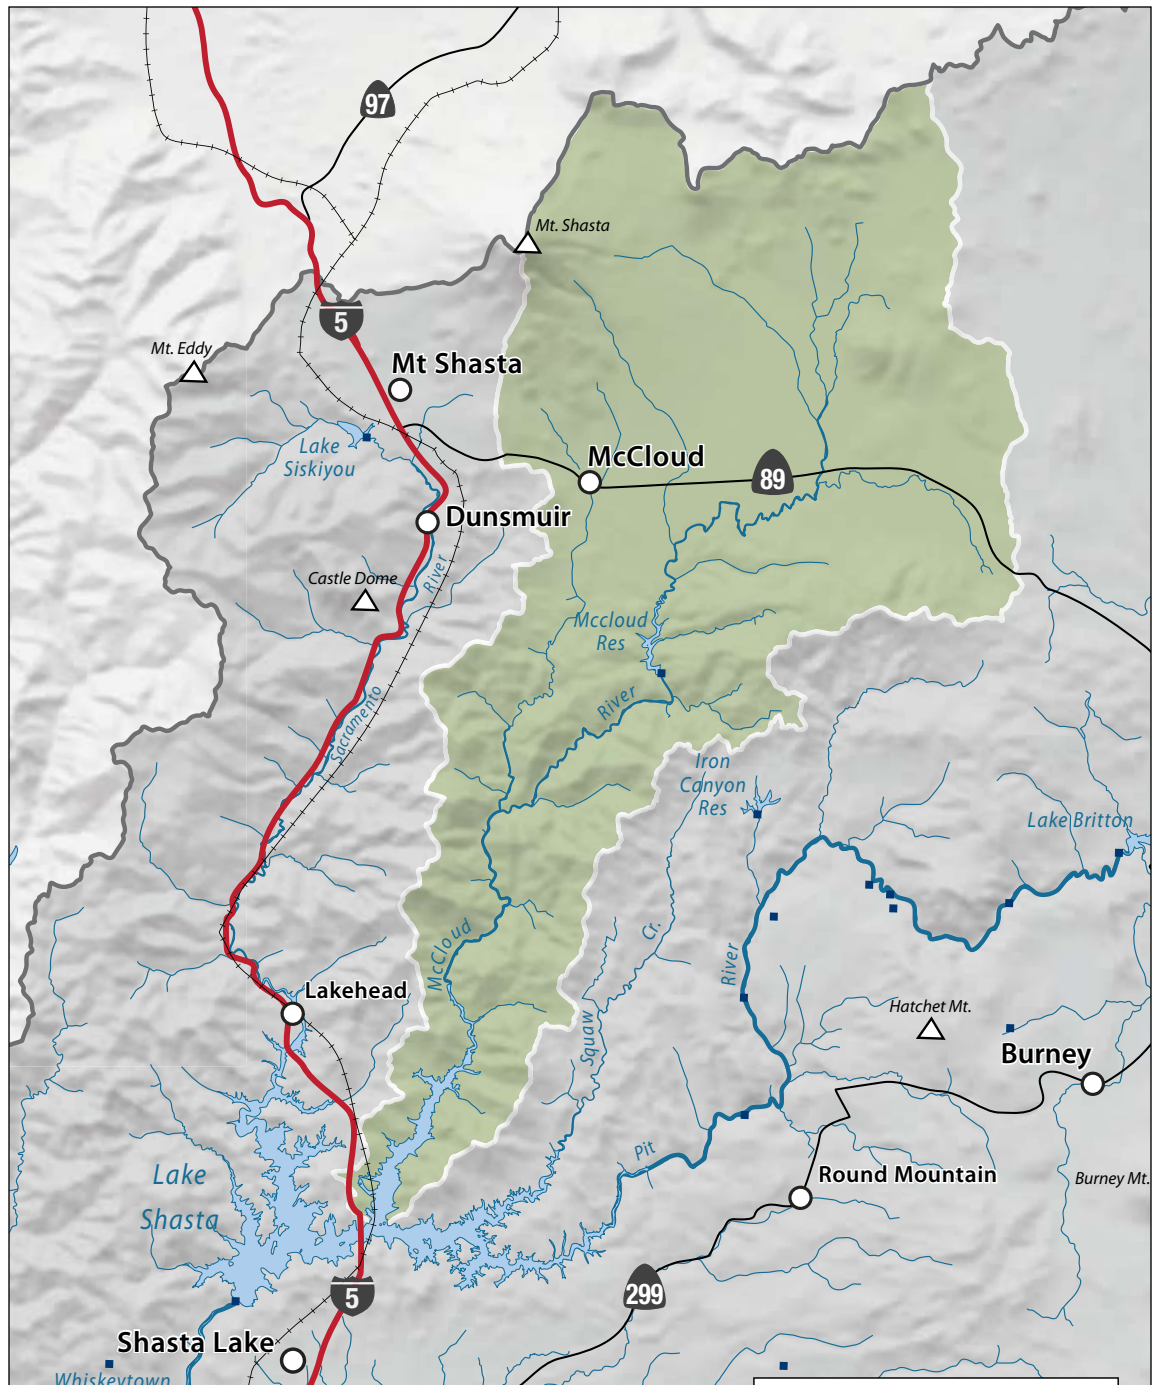 97
Mt. Shasta
5
Mt. Eddy
Mt Shasta
Lake
Siskiyou
McCloud
89
Dunsmuir
River
Castle Dome
Mccloud
Res
River
Sacramento
Iron
Canyon
Res
Lake Britton
McCloud
Cr.
River
Lakehead
Squaw
Hatchet Mt.
Burney
Pit
Lake
Shasta
Round Mountain
Burney Mt.
5
299
Shasta Lake
Whiskeytown